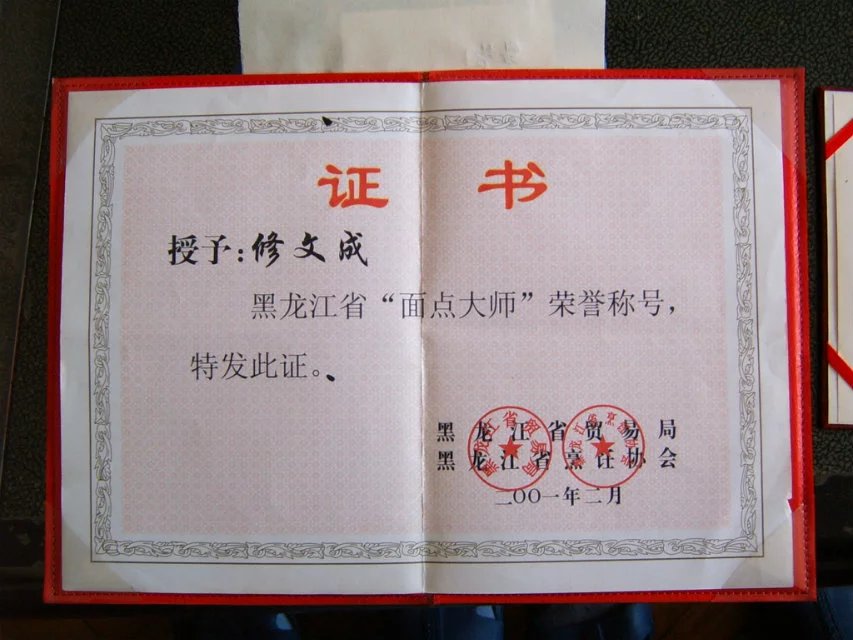 证 书
授予：修文成
黑龙江省“面点大师”荣誉称号，
特发此证。
黑龙江省贸易局
黑龙江省烹饪协会
二〇〇一年二月